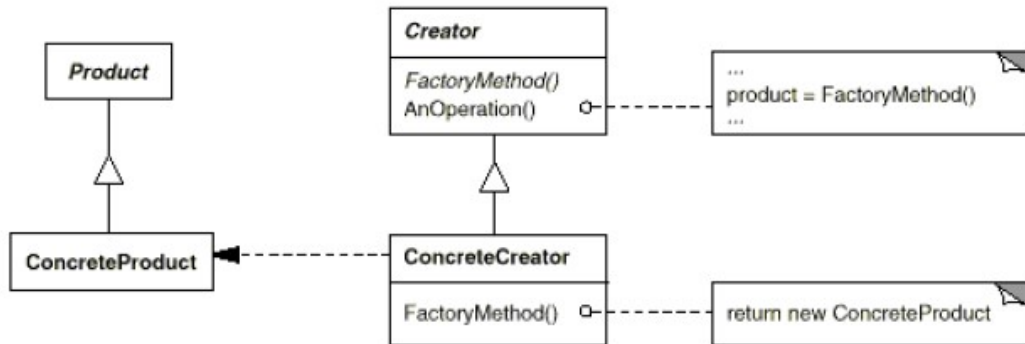 Product
ConcreteProduct
Creator
FactoryMethod()
AnOperation()
...
product = FactoryMethod()
...
ConcreteCreator
FactoryMethod()
return new ConcreteProduct